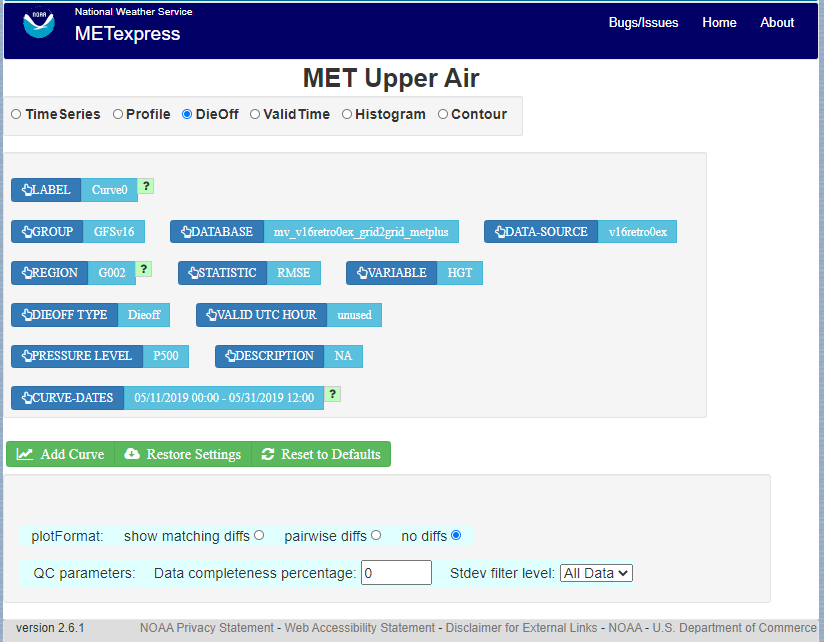 NOAA
National Weather Service
METexpress
Bugs/Issues Home About
MET Upper Air
TimeSeries Profile DieOff ValidTime Histogram Contour
LABEL Curve0 ?
GROUP GFSv16 DATABASE mv_v16retro0ex_grid2grid_metplus DATA-SOURCE v16retro0ex
REGION G002 ? STATISTIC RMSE VARIABLE HGT
DIEOFF TYPE Dieoff VALID UTC HOUR unused
PRESSURE LEVEL P500 DESCRIPTION NA
CURVE-DATES 05/11/2019 00:00 - 05/31/2019 12:00 ?
Add Curve Restore Settings Reset to Defaults
plotFormat: show matching diffs pairwise diffs no diffs
QC parameters: Data completeness percentage: 0 Stdev filter level: All Data
version 2.6.1 NOAA Privacy Statement - Web Accessibility Statement - Disclaimer for External Links - NOAA - U.S. Department of Commerce